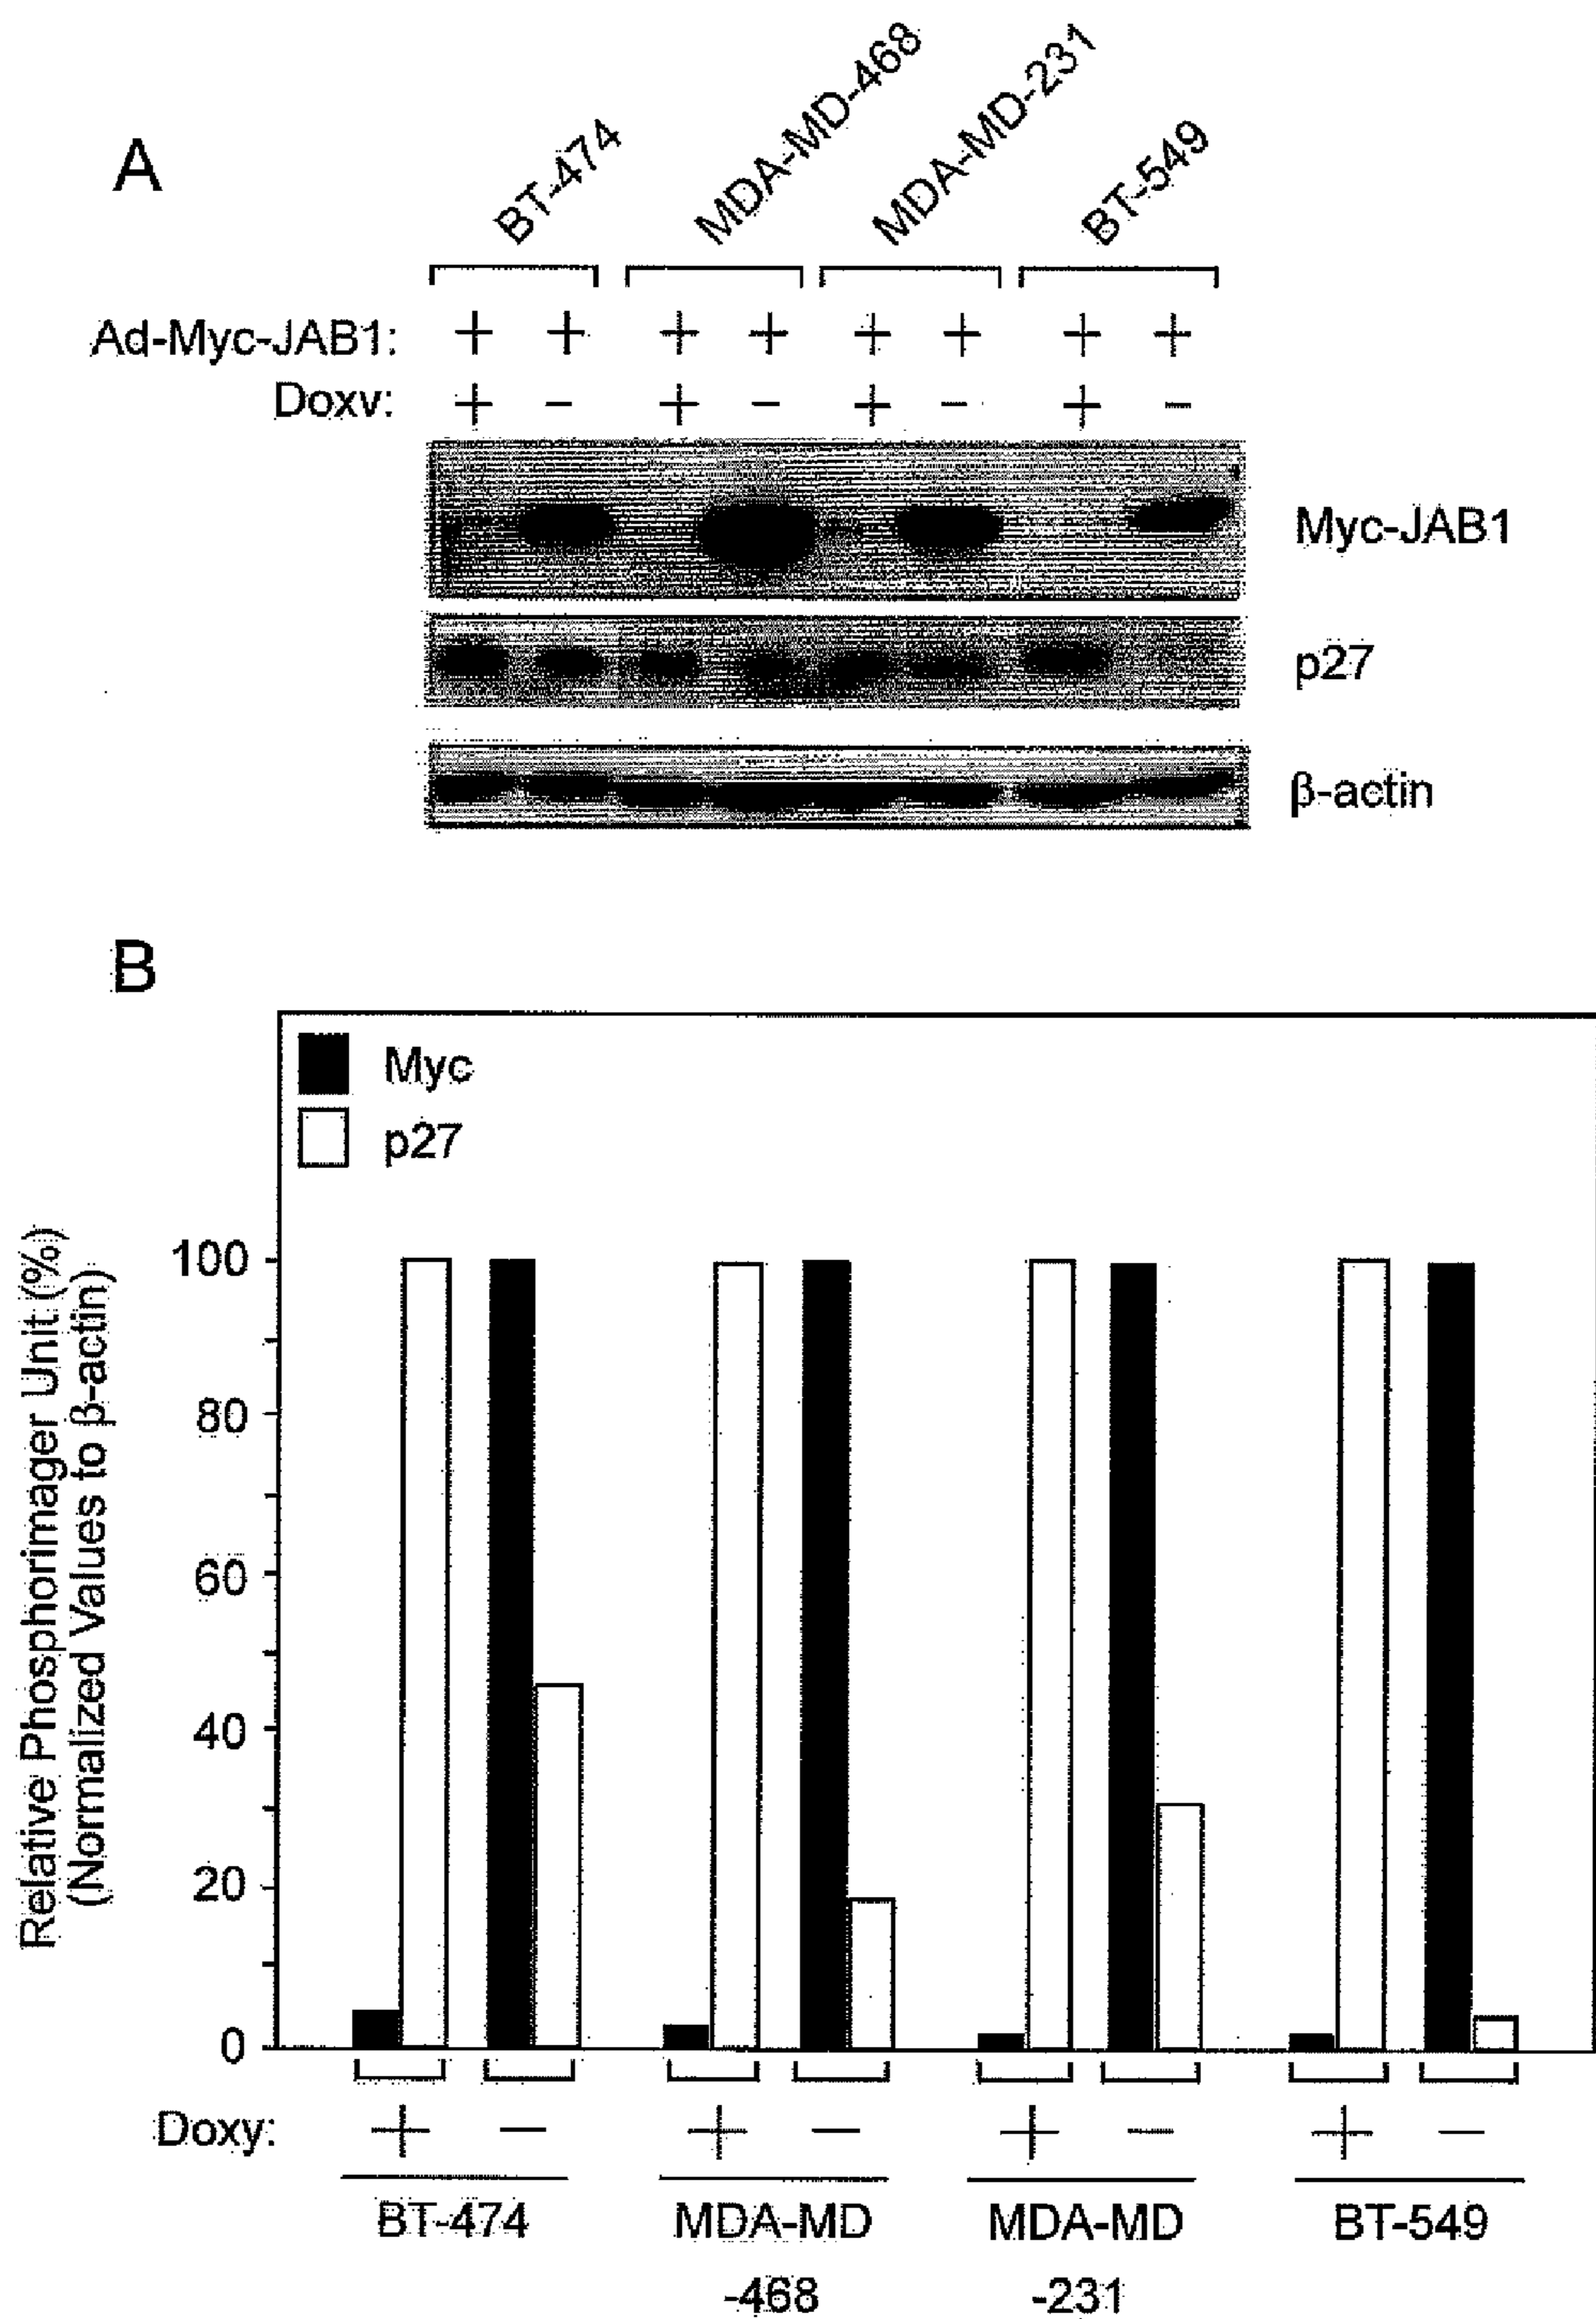 A
BT-474 MDA-MD-468 MDA-MD-231 BT-549
Ad-Myc-JAB1: + + + + + + + +
Doxv: + - + - + - + -
Myc-JAB1
p27
β-actin
B
Myc
p27
Relative Phosphorimager Unit (%)
(Normalized Values to β-actin)
100
80
60
40
20
0
Doxy: + - + - + - + -
BT-474 MDA-MD MDA-MD BT-549
-468 -231